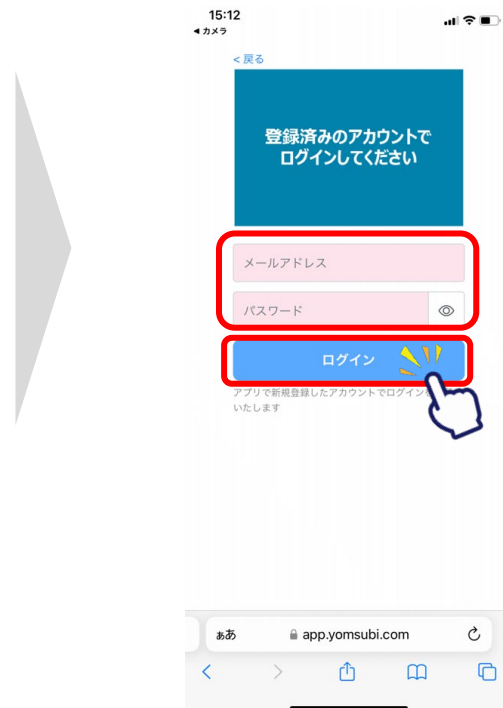 15:12
◀ カメラ
< 戻る
登録済みのアカウントで
ログインしてください
メールアドレス
パスワード
ログイン
アプリで新規登録したアカウントでログインを
いたします
ぁあ
app.yomsubi.com